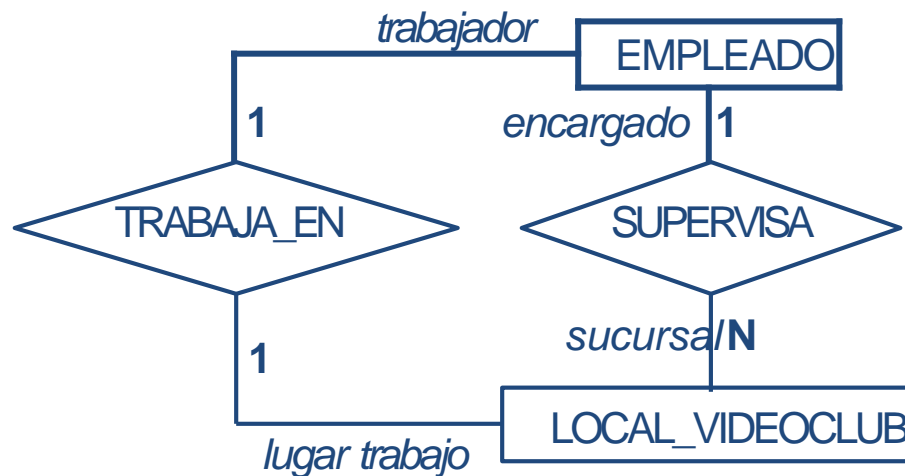 trabajador
EMPLEADO
1
encargado 1
TRABAJA_EN
SUPERVISA
sucursal N
1
LOCAL_VIDEOCLUB
lugar trabajo